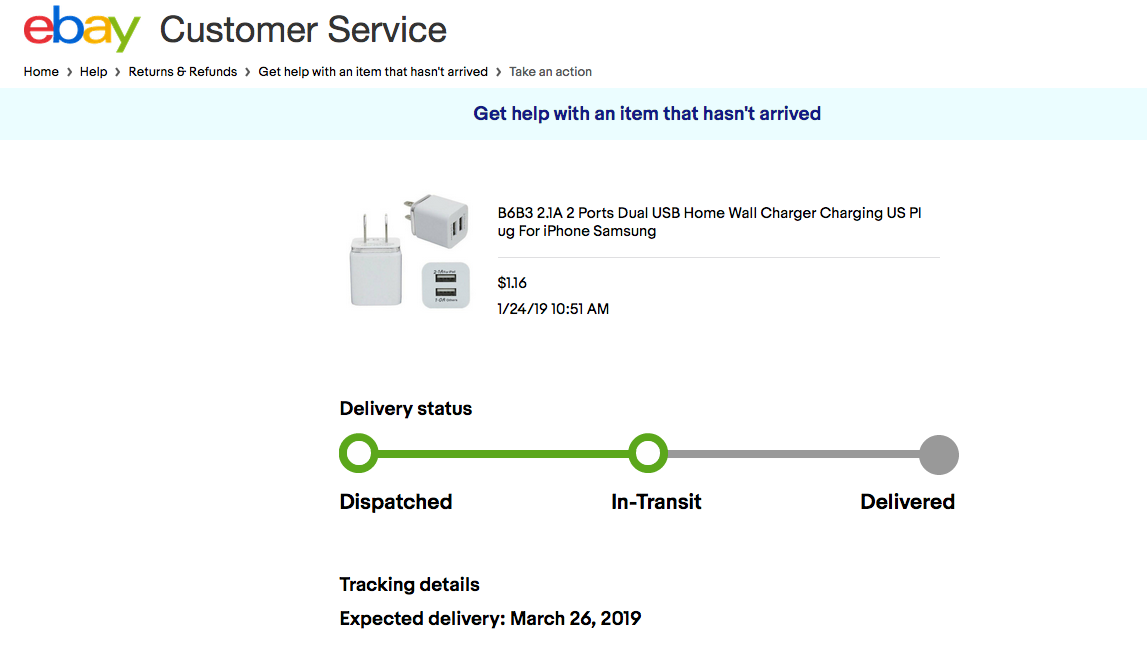 ebay Customer Service
Home > Help > Returns & Refunds > Get help with an item that hasn't arrived > Take an action
Get help with an item that hasn't arrived
B6B3 2.1A 2 Ports Dual USB Home Wall Charger Charging US Pl
ug For iPhone Samsung
$1.16
1/24/19 10:51 AM
Delivery status
Dispatched In-Transit Delivered
Tracking details
Expected delivery: March 26, 2019